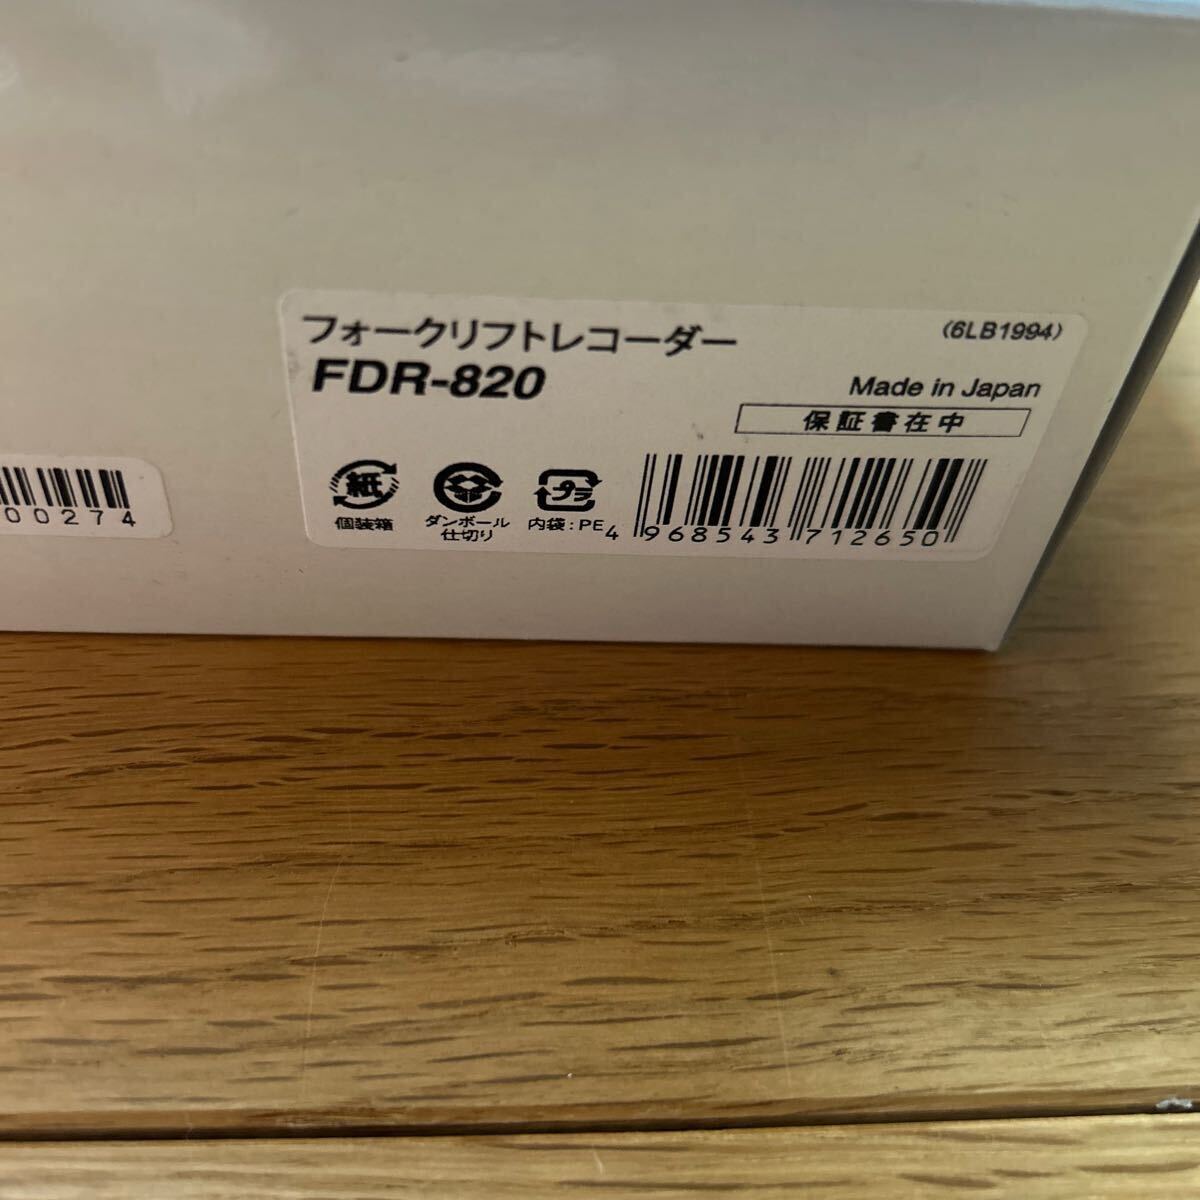 フォークリフトレコーダー
(6LB1994)
FDR-820
Made in Japan
保証書在中
紙
個装箱
ダンボール
仕切り
プラ
内袋:PE
4 968543 712650
00274